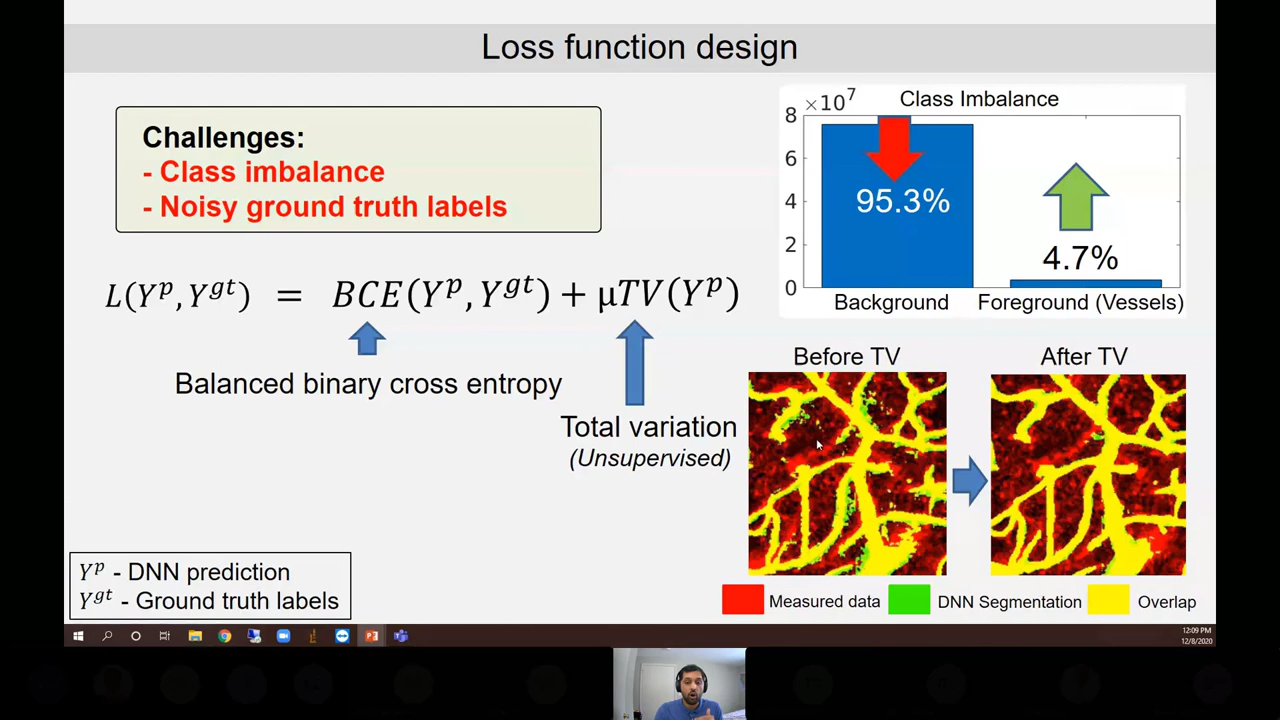 Loss function design
Challenges:
- Class imbalance
- Noisy ground truth labels
L(Y^p, Y^gt) = BCE(Y^p, Y^gt) + μTV(Y^p)
Balanced binary cross entropy
Total variation
(Unsupervised)
Y^p - DNN prediction
Y^gt - Ground truth labels
×10^7
Class Imbalance
8
6
4
2
0
95.3%
4.7%
Background
Foreground (Vessels)
Before TV
After TV
Measured data
DNN Segmentation
Overlap
12:09 PM
12/8/2020